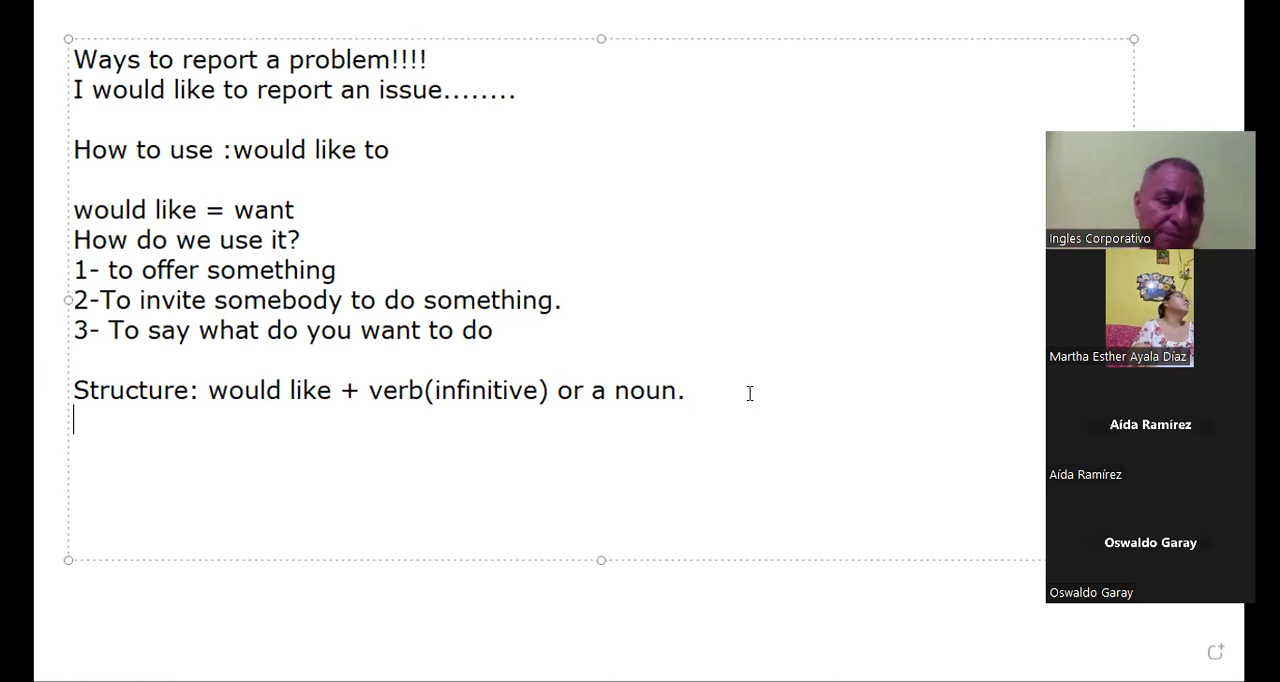 Ways to report a problem!!!!
I would like to report an issue........
How to use :would like to
would like = want
How do we use it?
1- to offer something
2-To invite somebody to do something.
3- To say what do you want to do
Structure: would like + verb(infinitive) or a noun.
Ingles Corporativo
Martha Esther Ayala Díaz
Aída Ramírez
Aída Ramírez
Oswaldo Garay
Oswaldo Garay